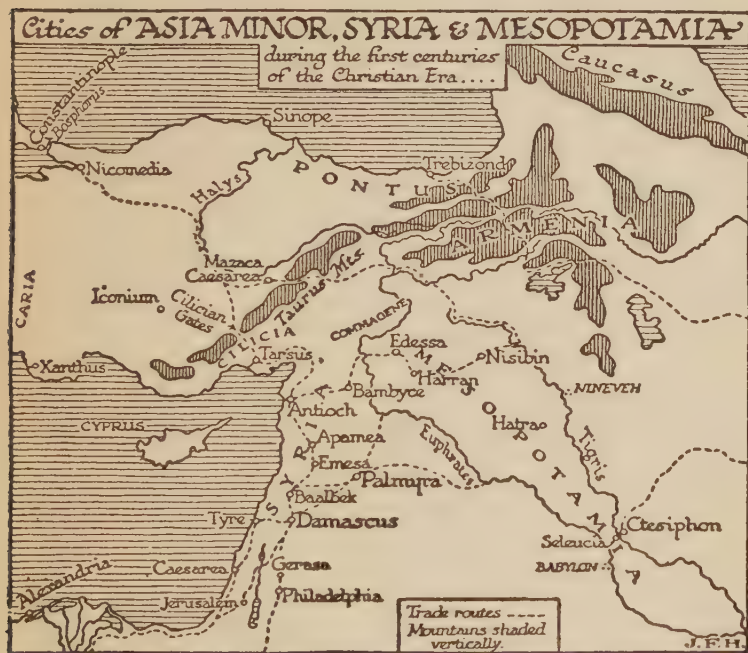 Cities of ASIA MINOR, SYRIA & MESOPOTAMIA
during the first centuries
of the Christian Era....
Caucasus
Constantinople
Bosphorus
Sinope
Nicomedia
Halys
PONTUS
Trebizond
ARMENIA
Mazaca
Caesarea
Taurus Mts.
CARIA
Iconium
Cilician
Gates
CILICIA
COMMAGENE
Xanthus
Tarsus
Edessa
Nisibin
Harran
MESOPOTAMIA
NINEVEH
CYPRUS
Antioch
Bambyce
Hatra
Tigris
SYRIA
Apamea
Euphrates
Emesa
Palmyra
Baalbek
Tyre
Damascus
Ctesiphon
Seleucia
Caesarea
Gerasa
BABYLON
Alexandria
Jerusalem
Philadelphia
Trade routes ----
Mountains shaded
vertically.
J.F.H.